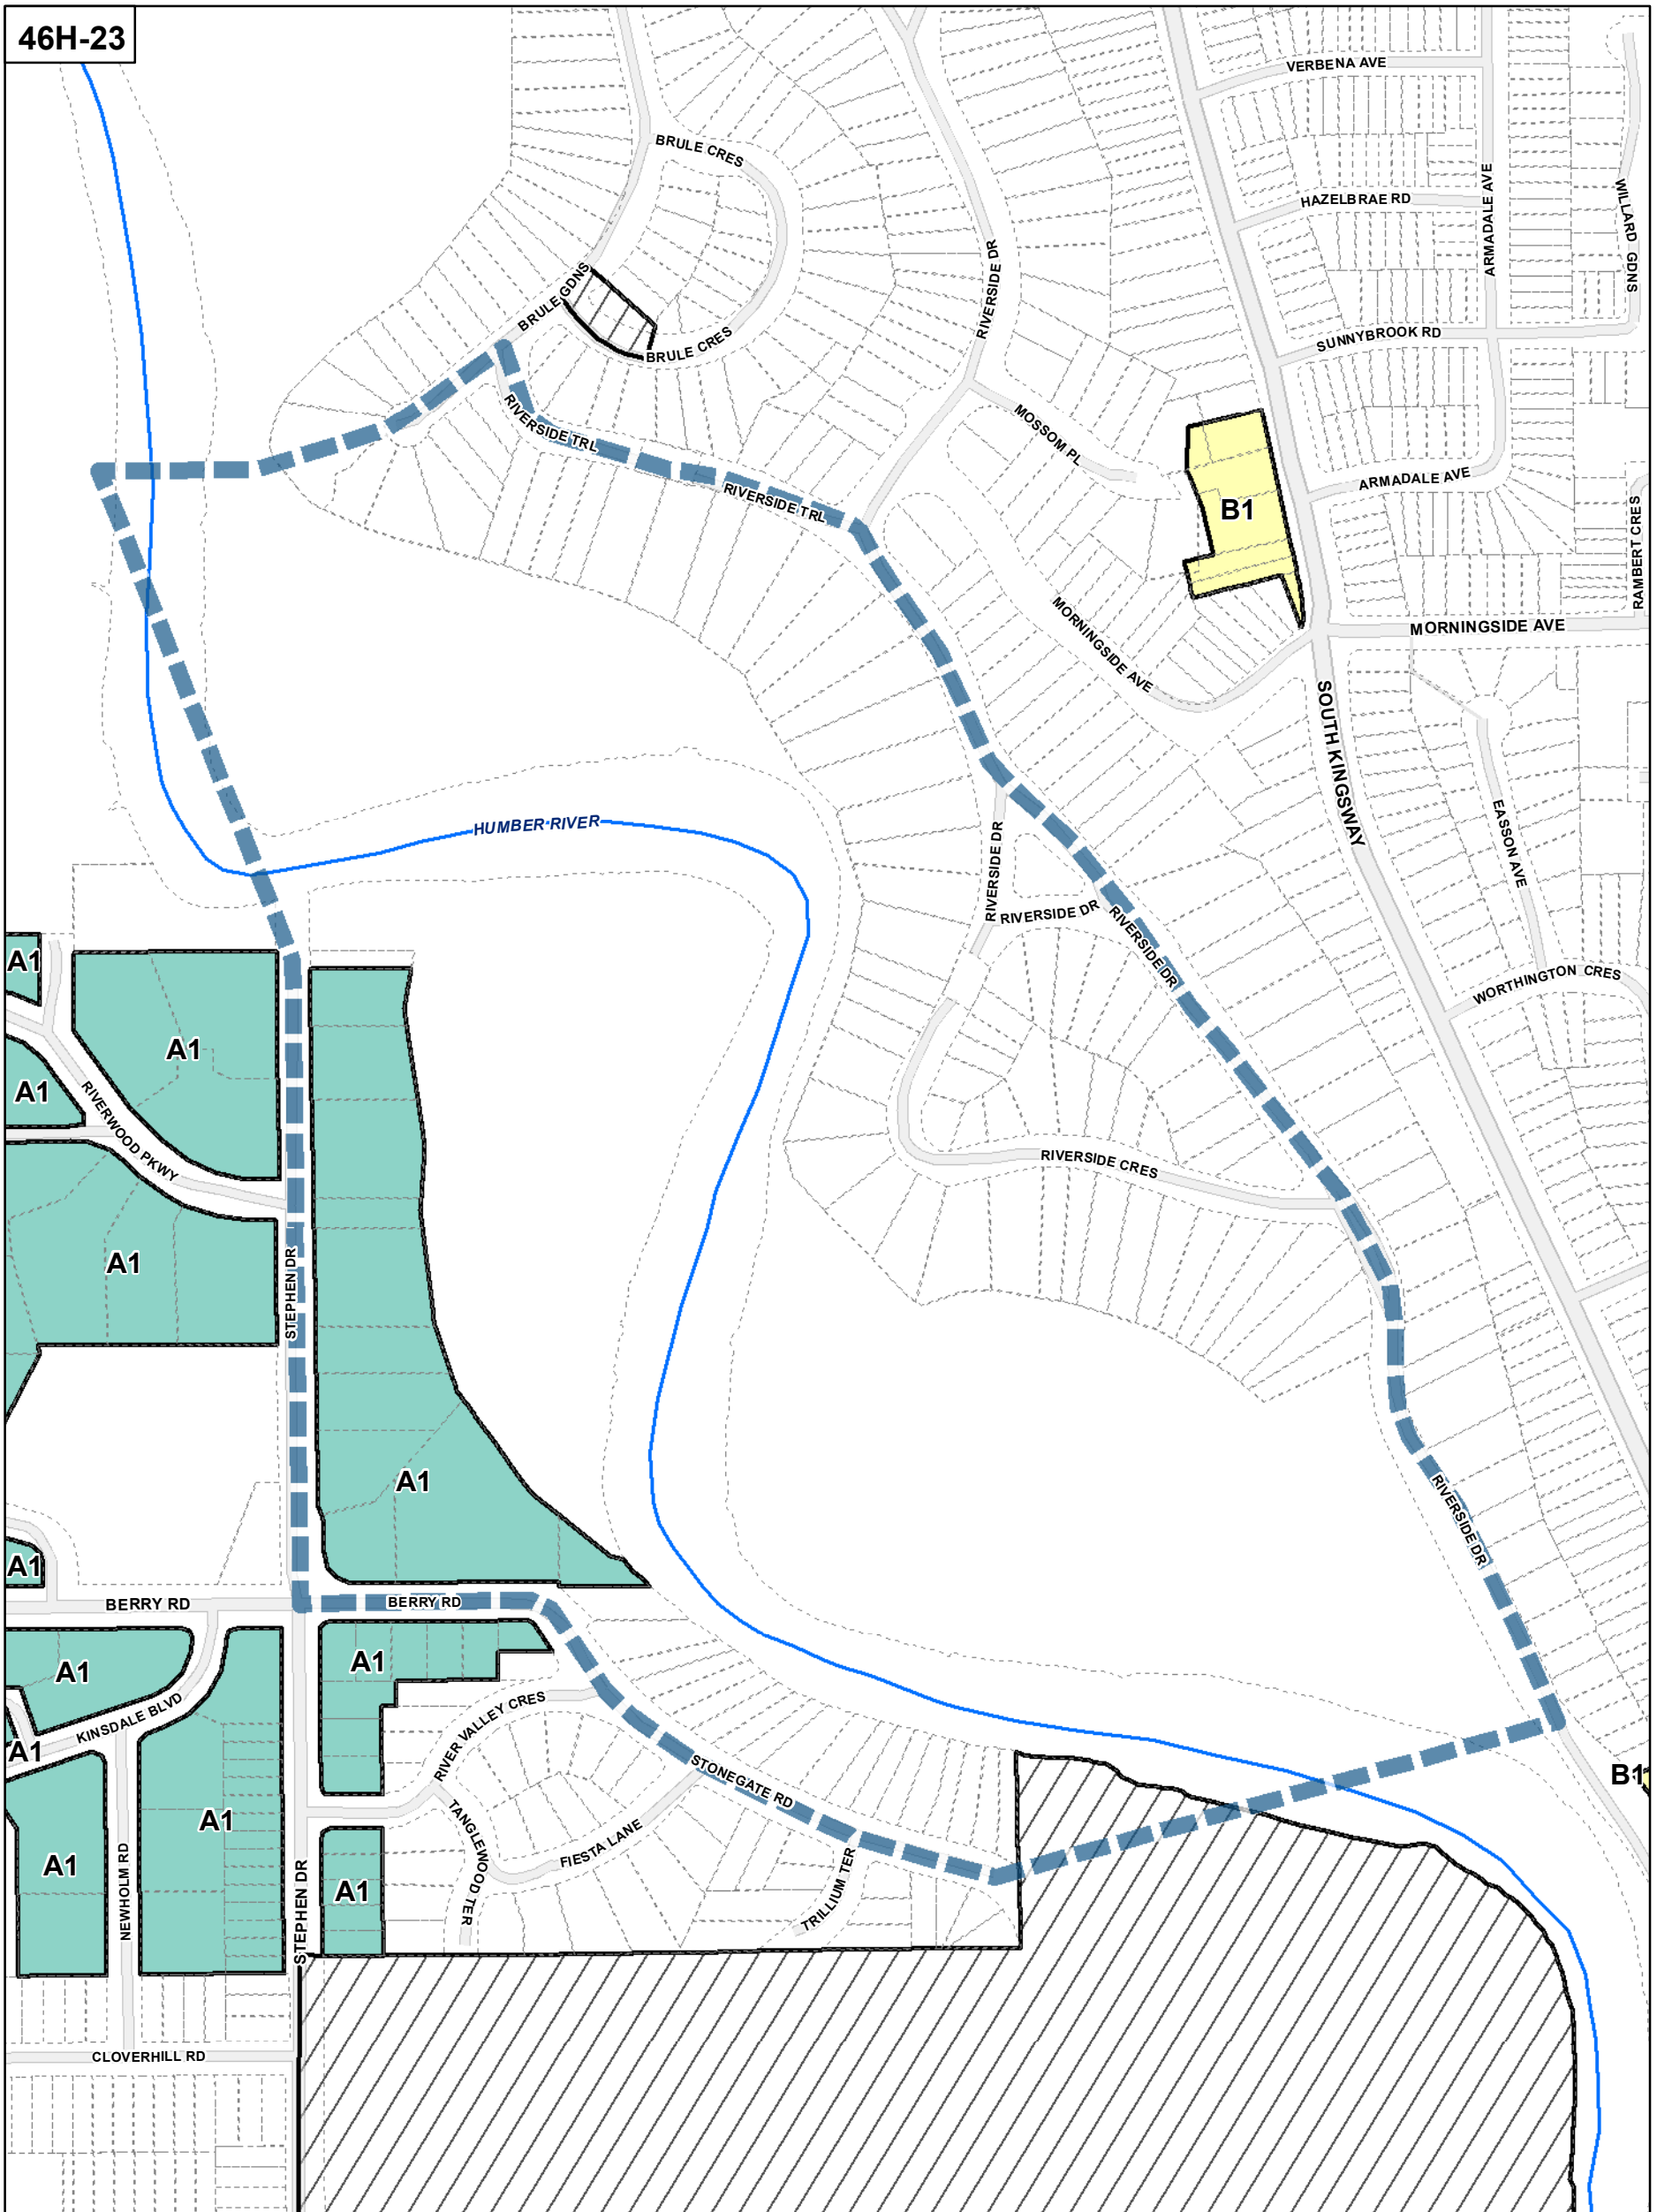 46H-23
VERBENA AVE
BRULE CRES
HAZELBRAE RD
ARMADALE AVE
WILLARD GDNS
RIVERSIDE DR
BRULE GDNS
BRULE CRES
SUNNYBROOK RD
RIVERSIDE TRL
MOSSOM PL
ARMADALE AVE
RIVERSIDE TRL
B1
RAMBERT CRES
MORNINGSIDE AVE
MORNINGSIDE AVE
SOUTH KINGSWAY
HUMBER RIVER
EASSON AVE
RIVERSIDE DR
RIVERSIDE DR
RIVERSIDE DR
A1
WORTHINGTON CRES
A1
A1
RIVERWOOD PKWY
RIVERSIDE CRES
A1
STEPHEN DR
A1
RIVERSIDE DR
A1
BERRY RD
BERRY RD
A1
A1
RIVER VALLEY CRES
KINSDALE BLVD
A1
STONEGATE RD
B1
A1
TANGLEWOOD TER
FIESTA LANE
A1
A1
NEWHOLM RD
STEPHEN DR
TRILLIUM TER
CLOVERHILL RD